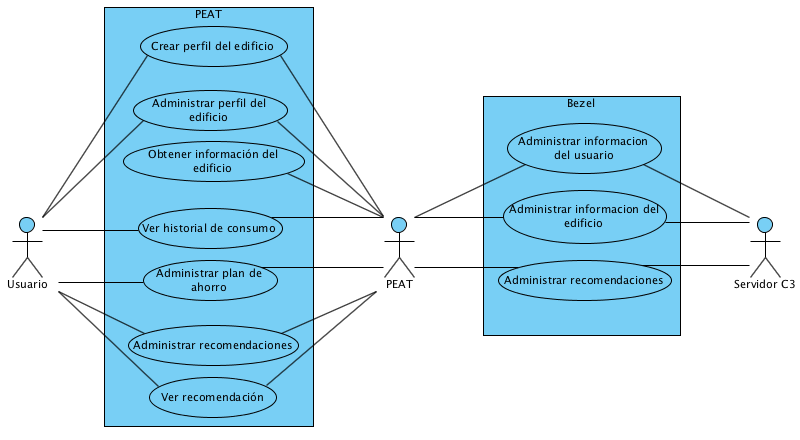 PEAT
Crear perfil del edificio
Administrar perfil del
edificio
Obtener información del
edificio
Ver historial de consumo
Administrar plan de
ahorro
Administrar recomendaciones
Ver recomendación
Usuario
PEAT
Bezel
Administrar informacion
del usuario
Administrar informacion del
edificio
Administrar recomendaciones
Servidor C3